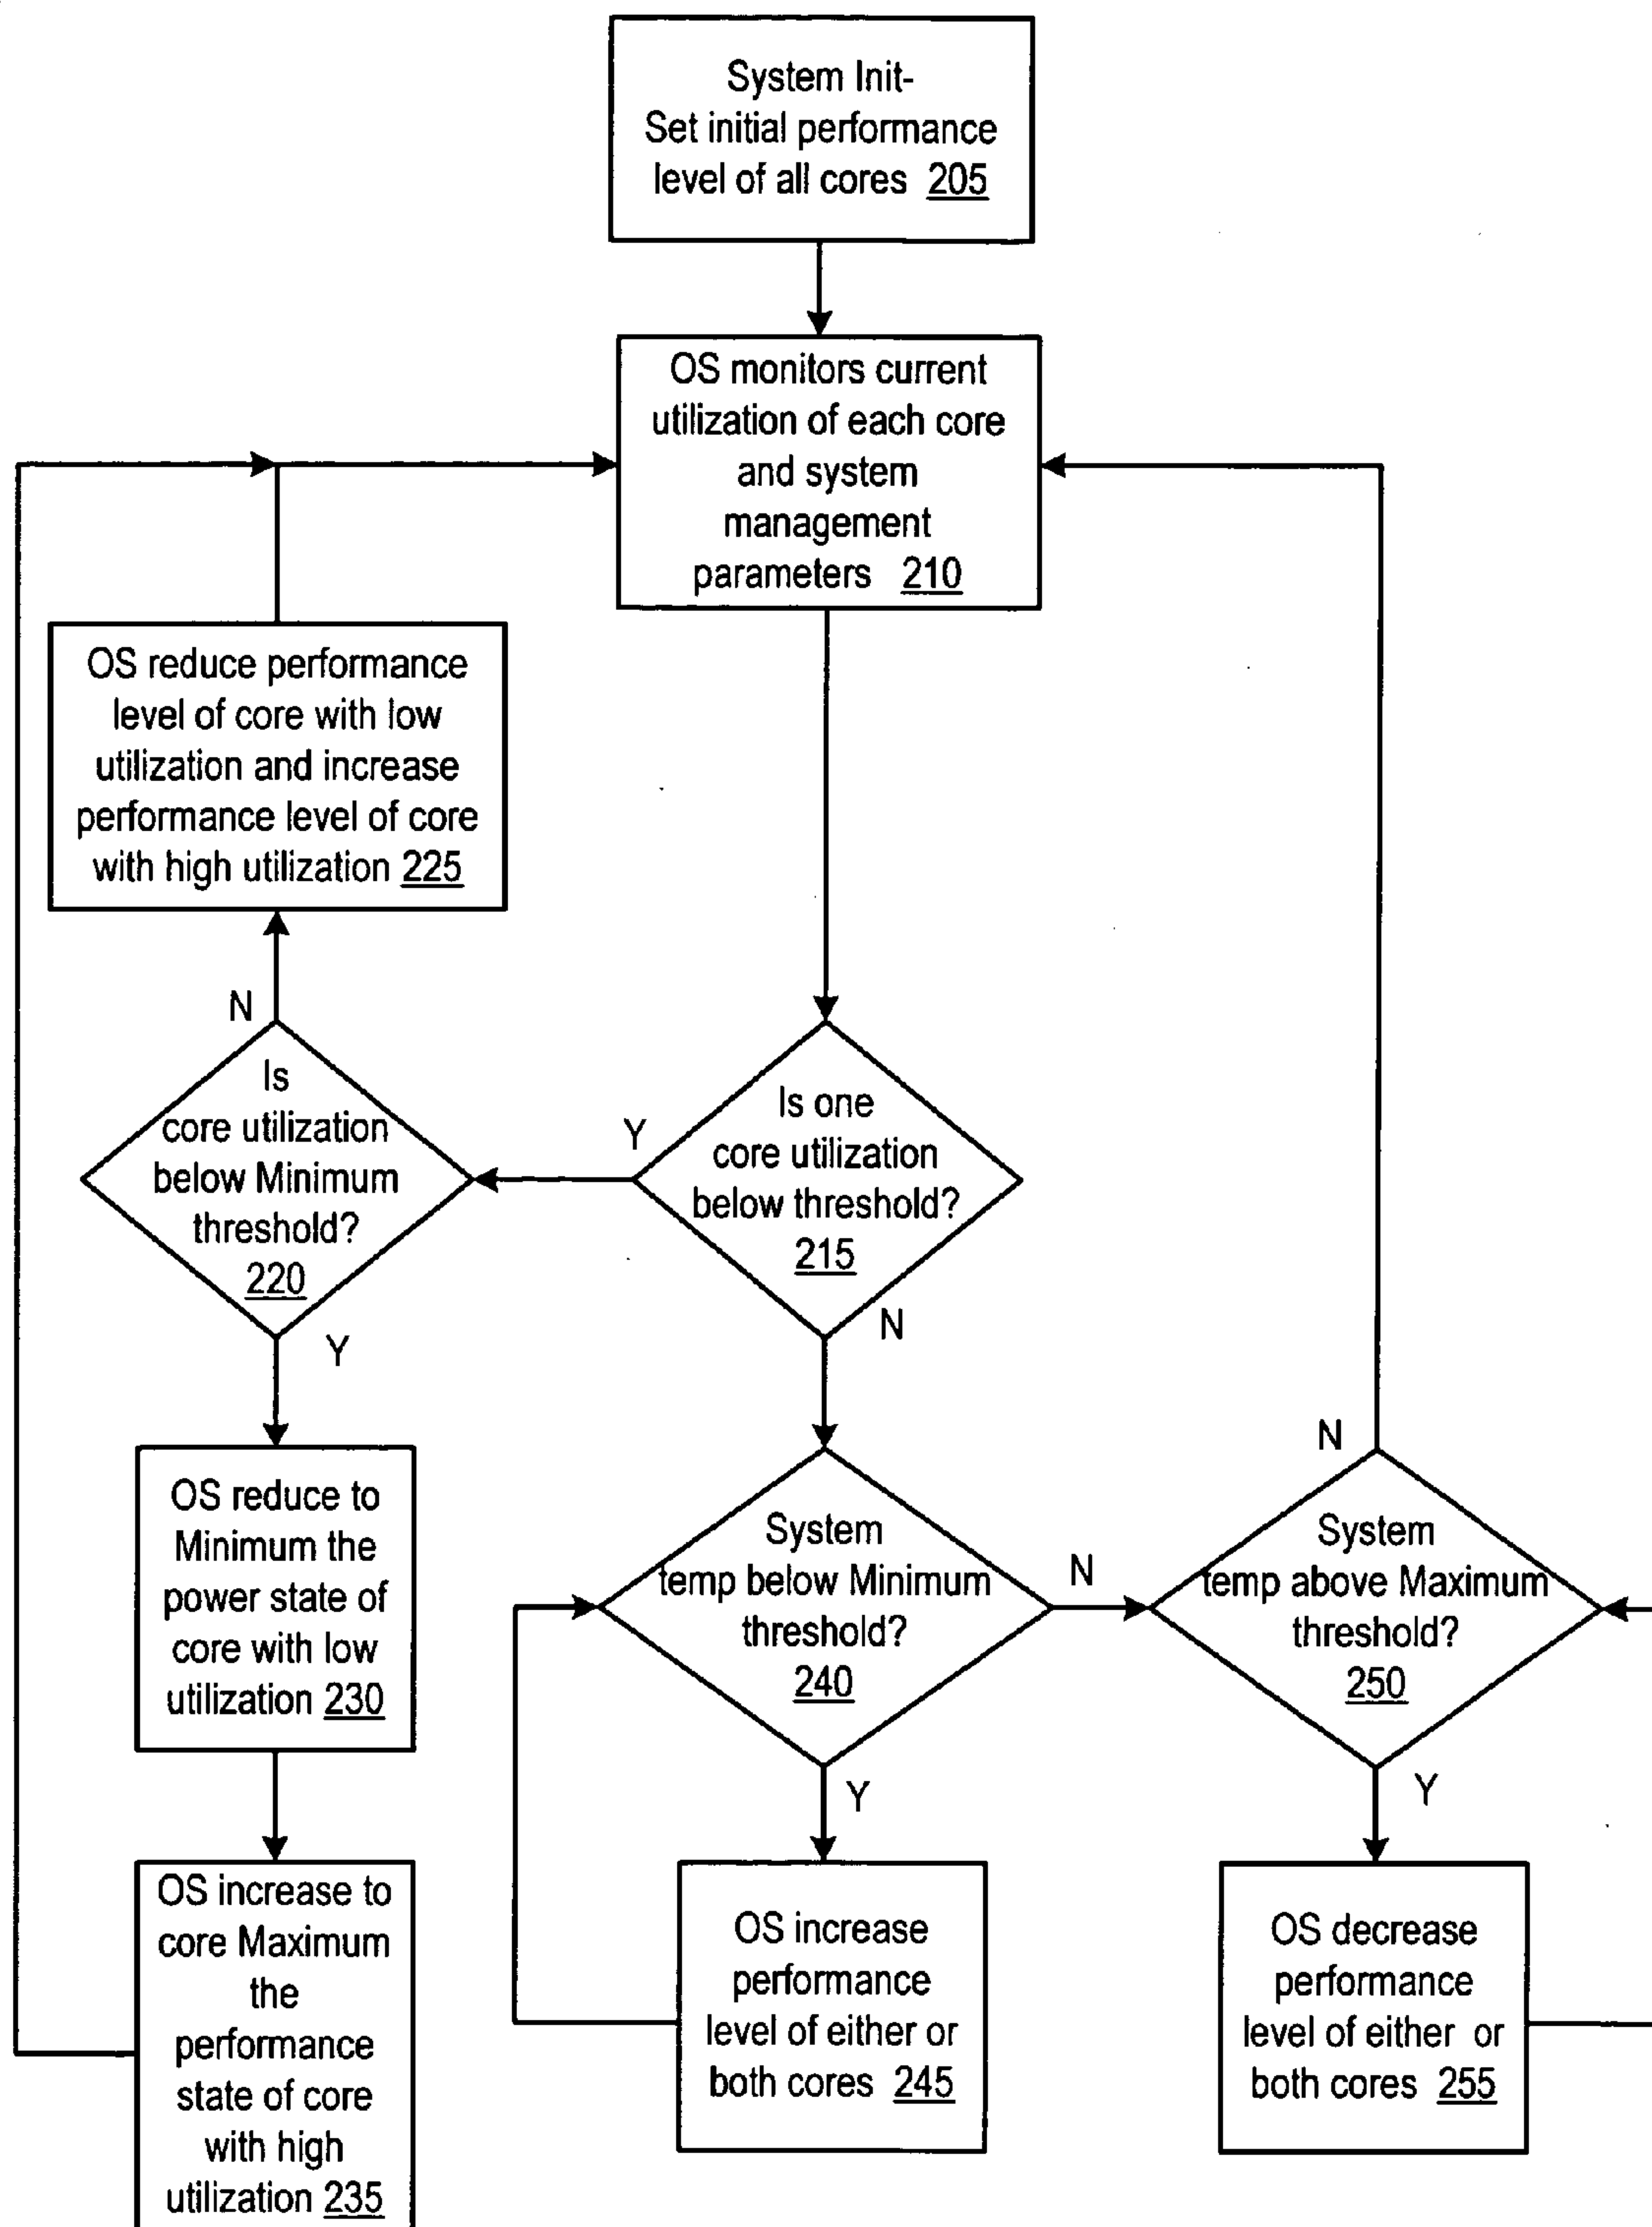 System Init-
Set initial performance
level of all cores 205
OS monitors current
utilization of each core
and system
management
parameters 210
OS reduce performance
level of core with low
utilization and increase
performance level of core
with high utilization 225
N
Is
core utilization
below Minimum
threshold?
220
Y
Y
Is one
core utilization
below threshold?
215
N
OS reduce to
Minimum the
power state of
core with low
utilization 230
System
temp below Minimum
threshold?
240
N
Y
N
System
temp above Maximum
threshold?
250
Y
OS increase to
core Maximum
the
performance
state of core
with high
utilization 235
OS increase
performance
level of either or
both cores 245
OS decrease
performance
level of either or
both cores 255